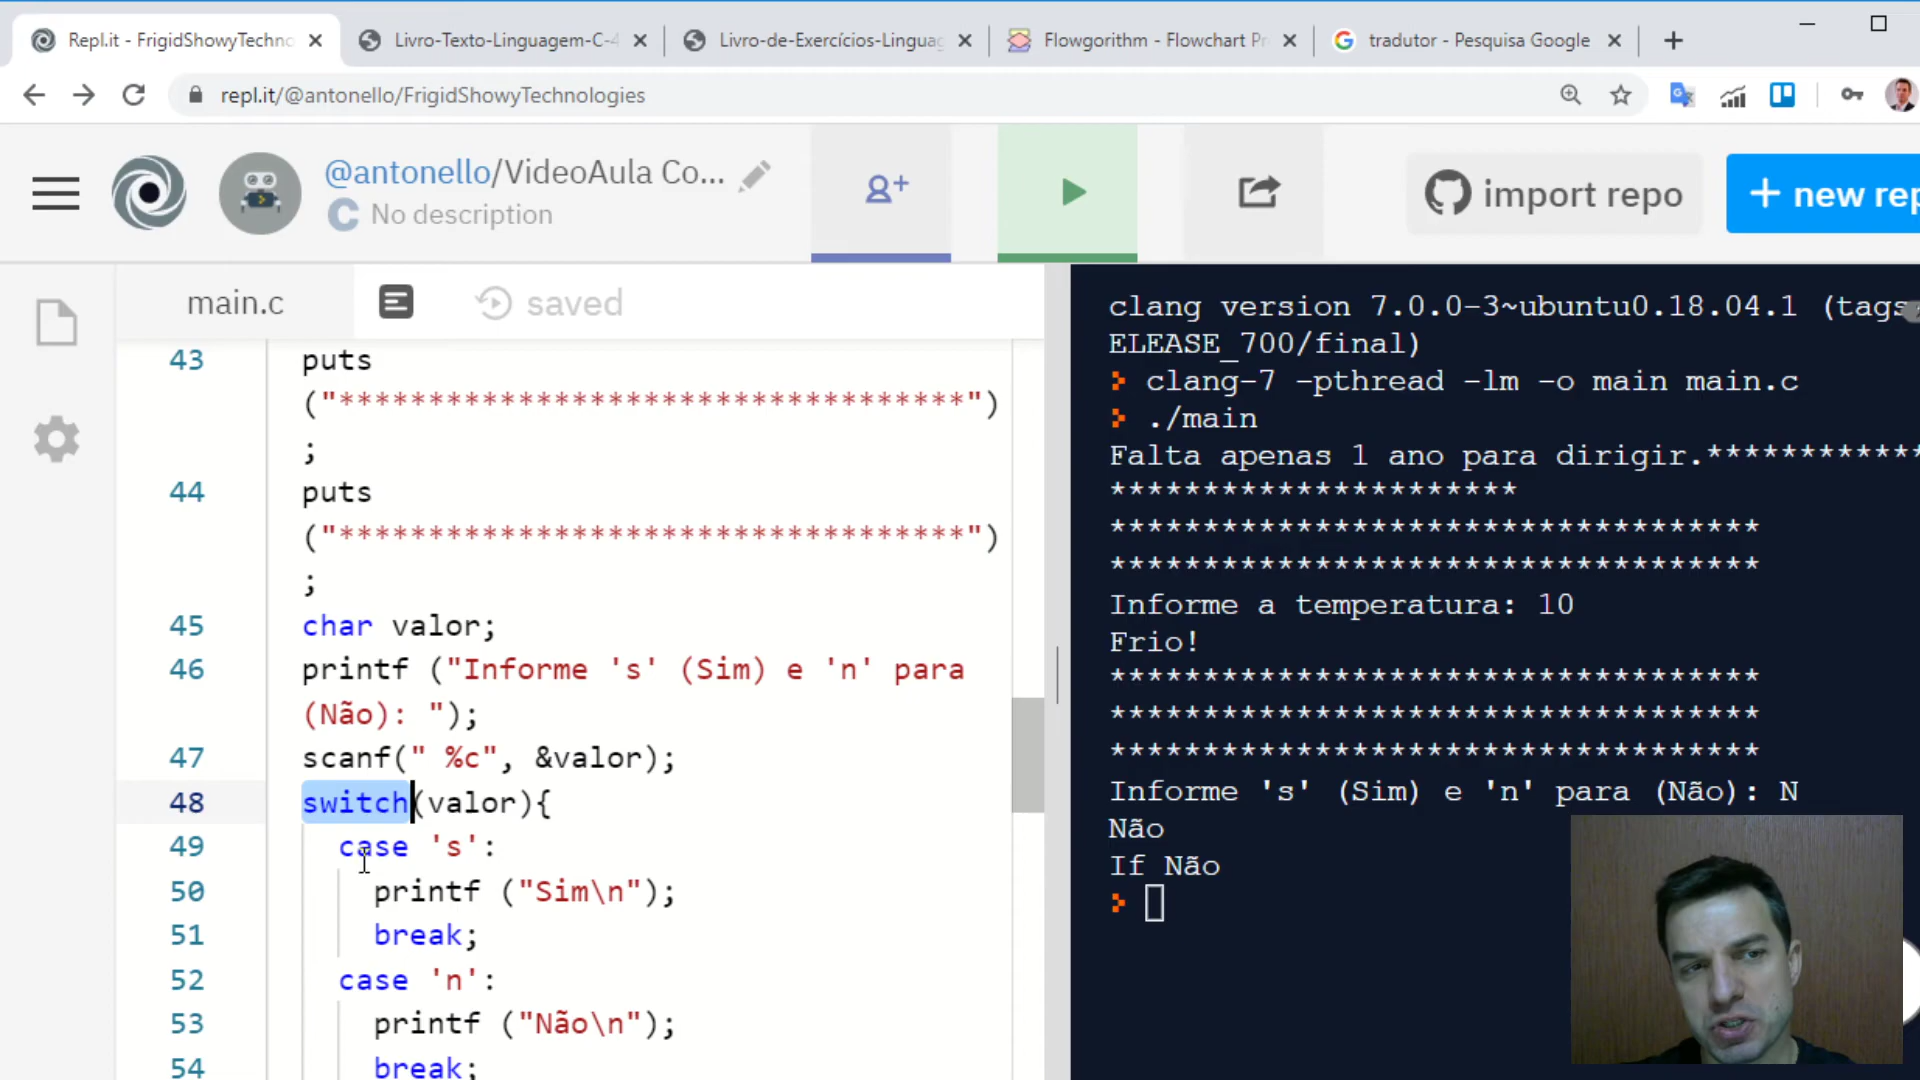 Repl.it - FrigidShowyTechno
Livro-Texto-Linguagem-C-4
Livro-de-Exercícios-Linguag
Flowgorithm - Flowchart Pr
tradutor - Pesquisa Google
repl.it/@antonello/FrigidShowyTechnologies
@antonello/VideoAula Co...
No description
import repo
+ new rep
main.c
saved
43 puts
("***********************************")
;
44 puts
("***********************************")
;
45 char valor;
46 printf ("Informe 's' (Sim) e 'n' para
(Não): ");
47 scanf(" %c", &valor);
48 switch(valor){
49 case 's':
50 printf ("Sim\n");
51 break;
52 case 'n':
53 printf ("Não\n");
54 break;
clang version 7.0.0-3~ubuntu0.18.04.1 (tags
ELEASE_700/final)
clang-7 -pthread -lm -o main main.c
./main
Falta apenas 1 ano para dirigir.************
**********************
***********************************
***********************************
Informe a temperatura: 10
Frio!
***********************************
***********************************
***********************************
Informe 's' (Sim) e 'n' para (Não): N
Não
If Não